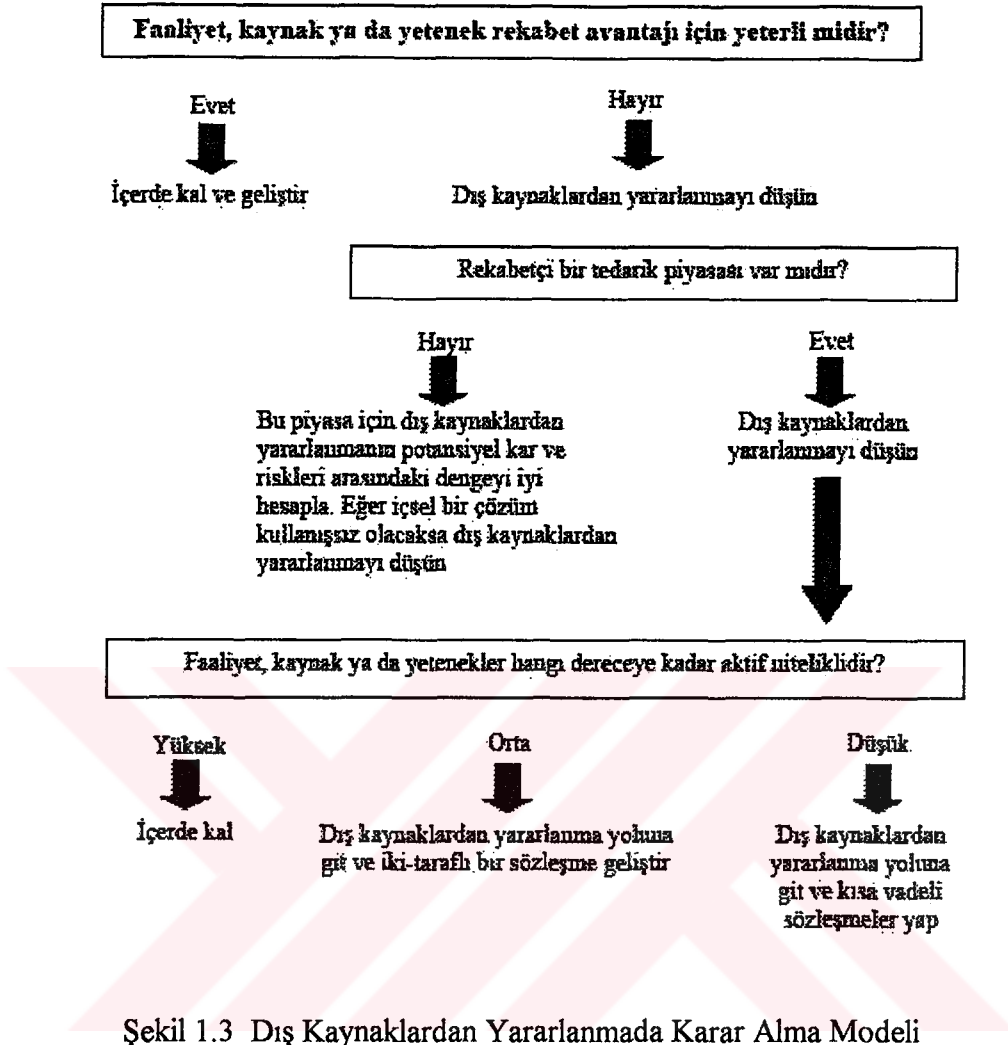 Faaliyet, kaynak ya da yetenek rekabet avantajı için yeterli midir?
Evet
Hayır
İçerde kal ve geliştir
Dış kaynaklardan yararlanmayı düşün
Rekabetçi bir tedarik piyasası var mıdır?
Hayır
Evet
Bu piyasa için dış kaynaklardan
yararlanmanın potansiyel kar ve
riskleri arasındaki dengeyi iyi
hesapla. Eğer içsel bir çözüm
kullanışsız olacaksa dış kaynaklardan
yararlanmayı düşün
Dış kaynaklardan
yararlanmayı düşün
Faaliyet, kaynak ya da yetenekler hangi dereceye kadar aktif niteliklidir?
Yüksek
Orta
Düşük
İçerde kal
Dış kaynaklardan yararlanma yoluna
git ve iki-taraflı bir sözleşme geliştir
Dış kaynaklardan
yararlanma yoluna
git ve kısa vadeli
sözleşmeler yap
Şekil 1.3 Dış Kaynaklardan Yararlanmada Karar Alma Modeli